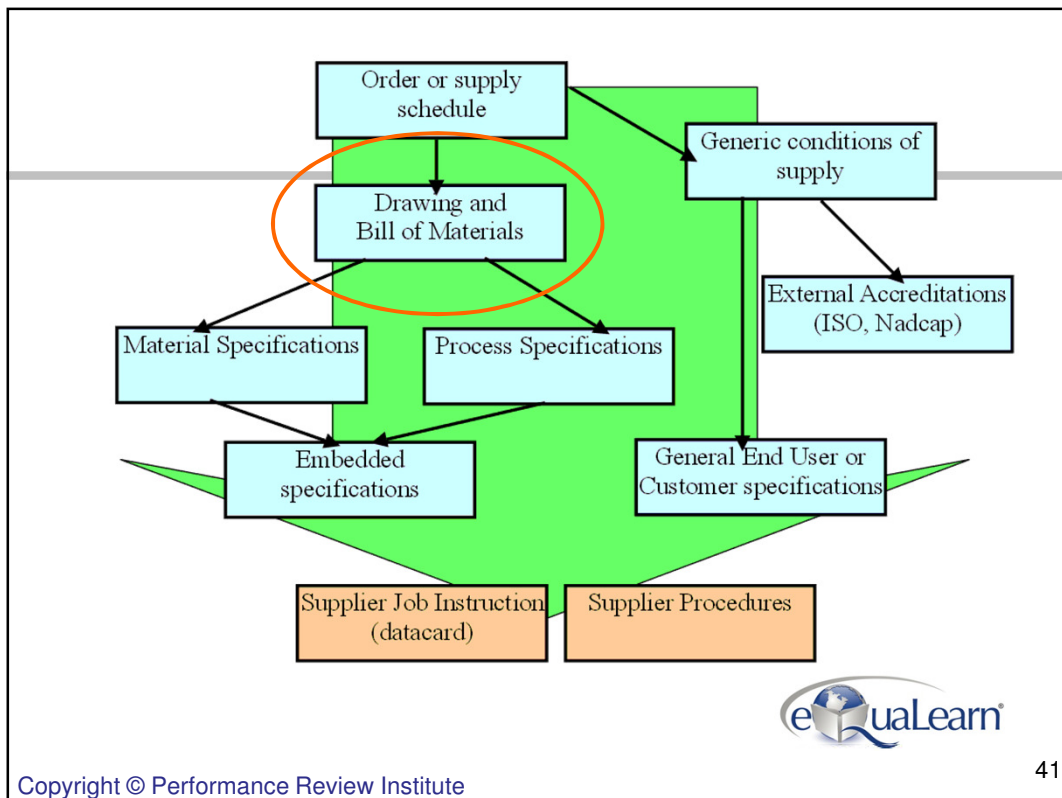 Order or supply
schedule
Generic conditions of
supply
Drawing and
Bill of Materials
External Accreditations
(ISO, Nadcap)
Material Specifications
Process Specifications
Embedded
specifications
General End User or
Customer specifications
Supplier Job Instruction
(datacard)
Supplier Procedures
eQuaLearn®
Copyright © Performance Review Institute
41